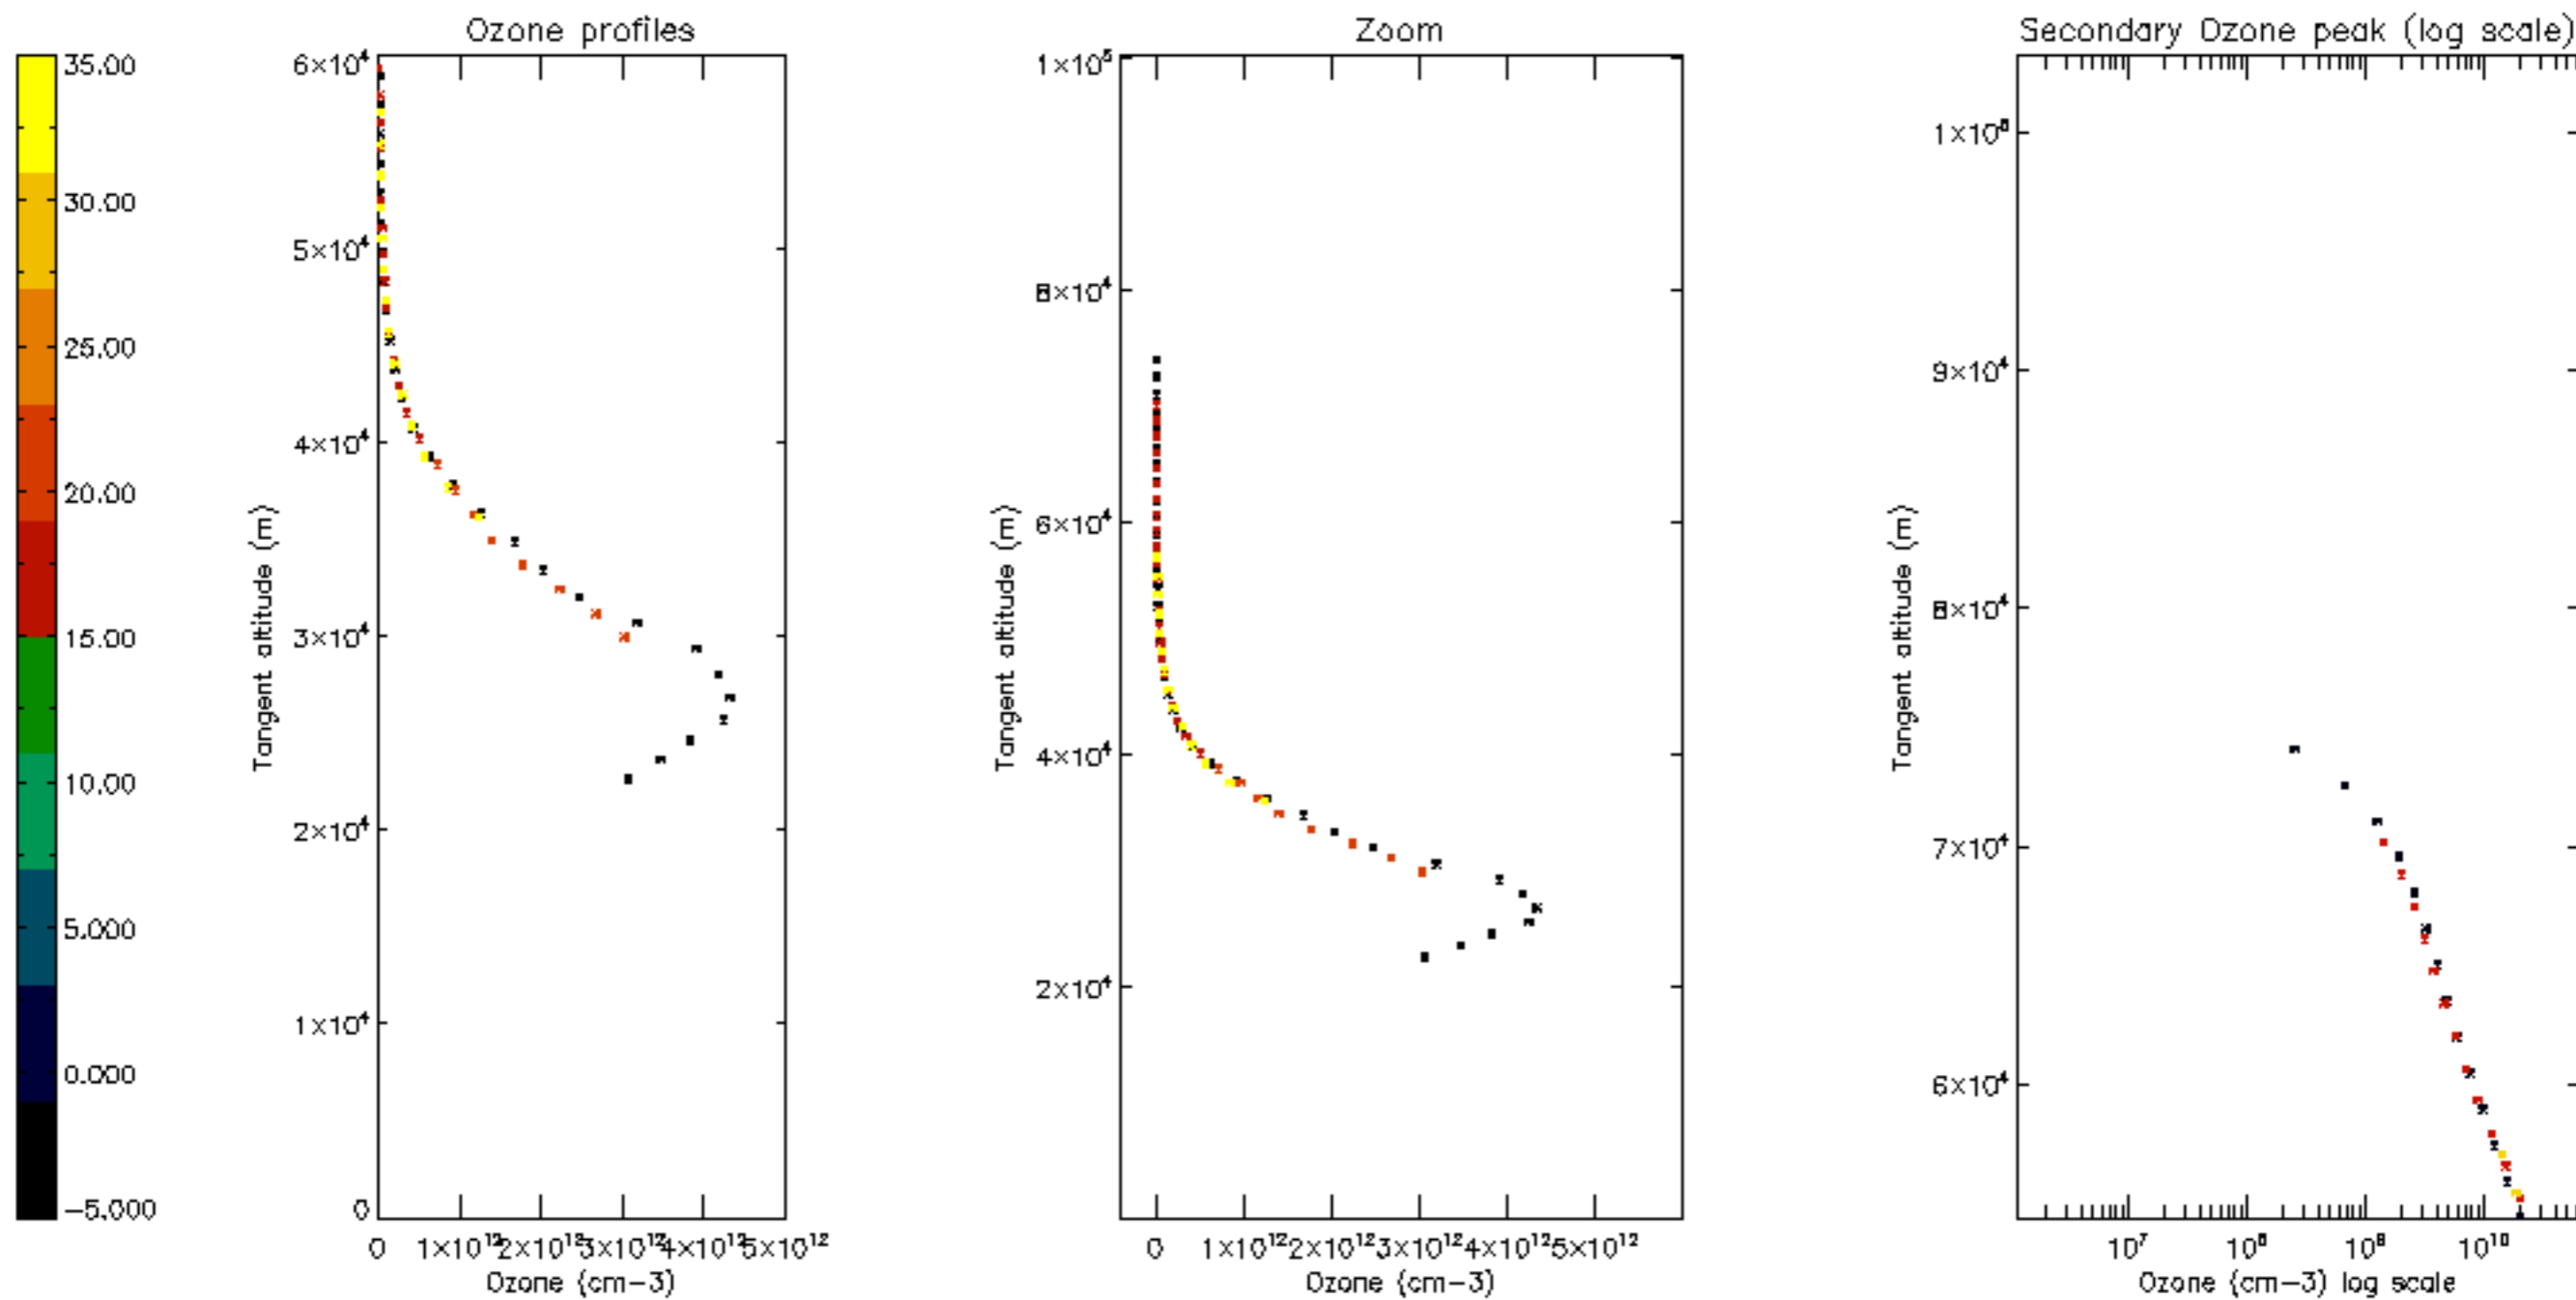 35.00
30.00
25.00
20.00
15.00
10.00
5.000
0.000
−5.000
Ozone profiles
6×10⁴
5×10⁴
4×10⁴
3×10⁴
2×10⁴
1×10⁴
0
Tangent altitude (m)
0 1×10¹² 2×10¹² 3×10¹² 4×10¹² 5×10¹²
Ozone (cm−3)
Zoom
1×10⁵
8×10⁴
6×10⁴
4×10⁴
2×10⁴
Tangent altitude (m)
0 1×10¹² 2×10¹² 3×10¹² 4×10¹² 5×10¹²
Ozone (cm−3)
Secondary Ozone peak (log scale)
1×10⁵
9×10⁴
8×10⁴
7×10⁴
6×10⁴
Tangent altitude (m)
10⁷ 10⁸ 10⁹ 10¹⁰
Ozone (cm−3) log scale